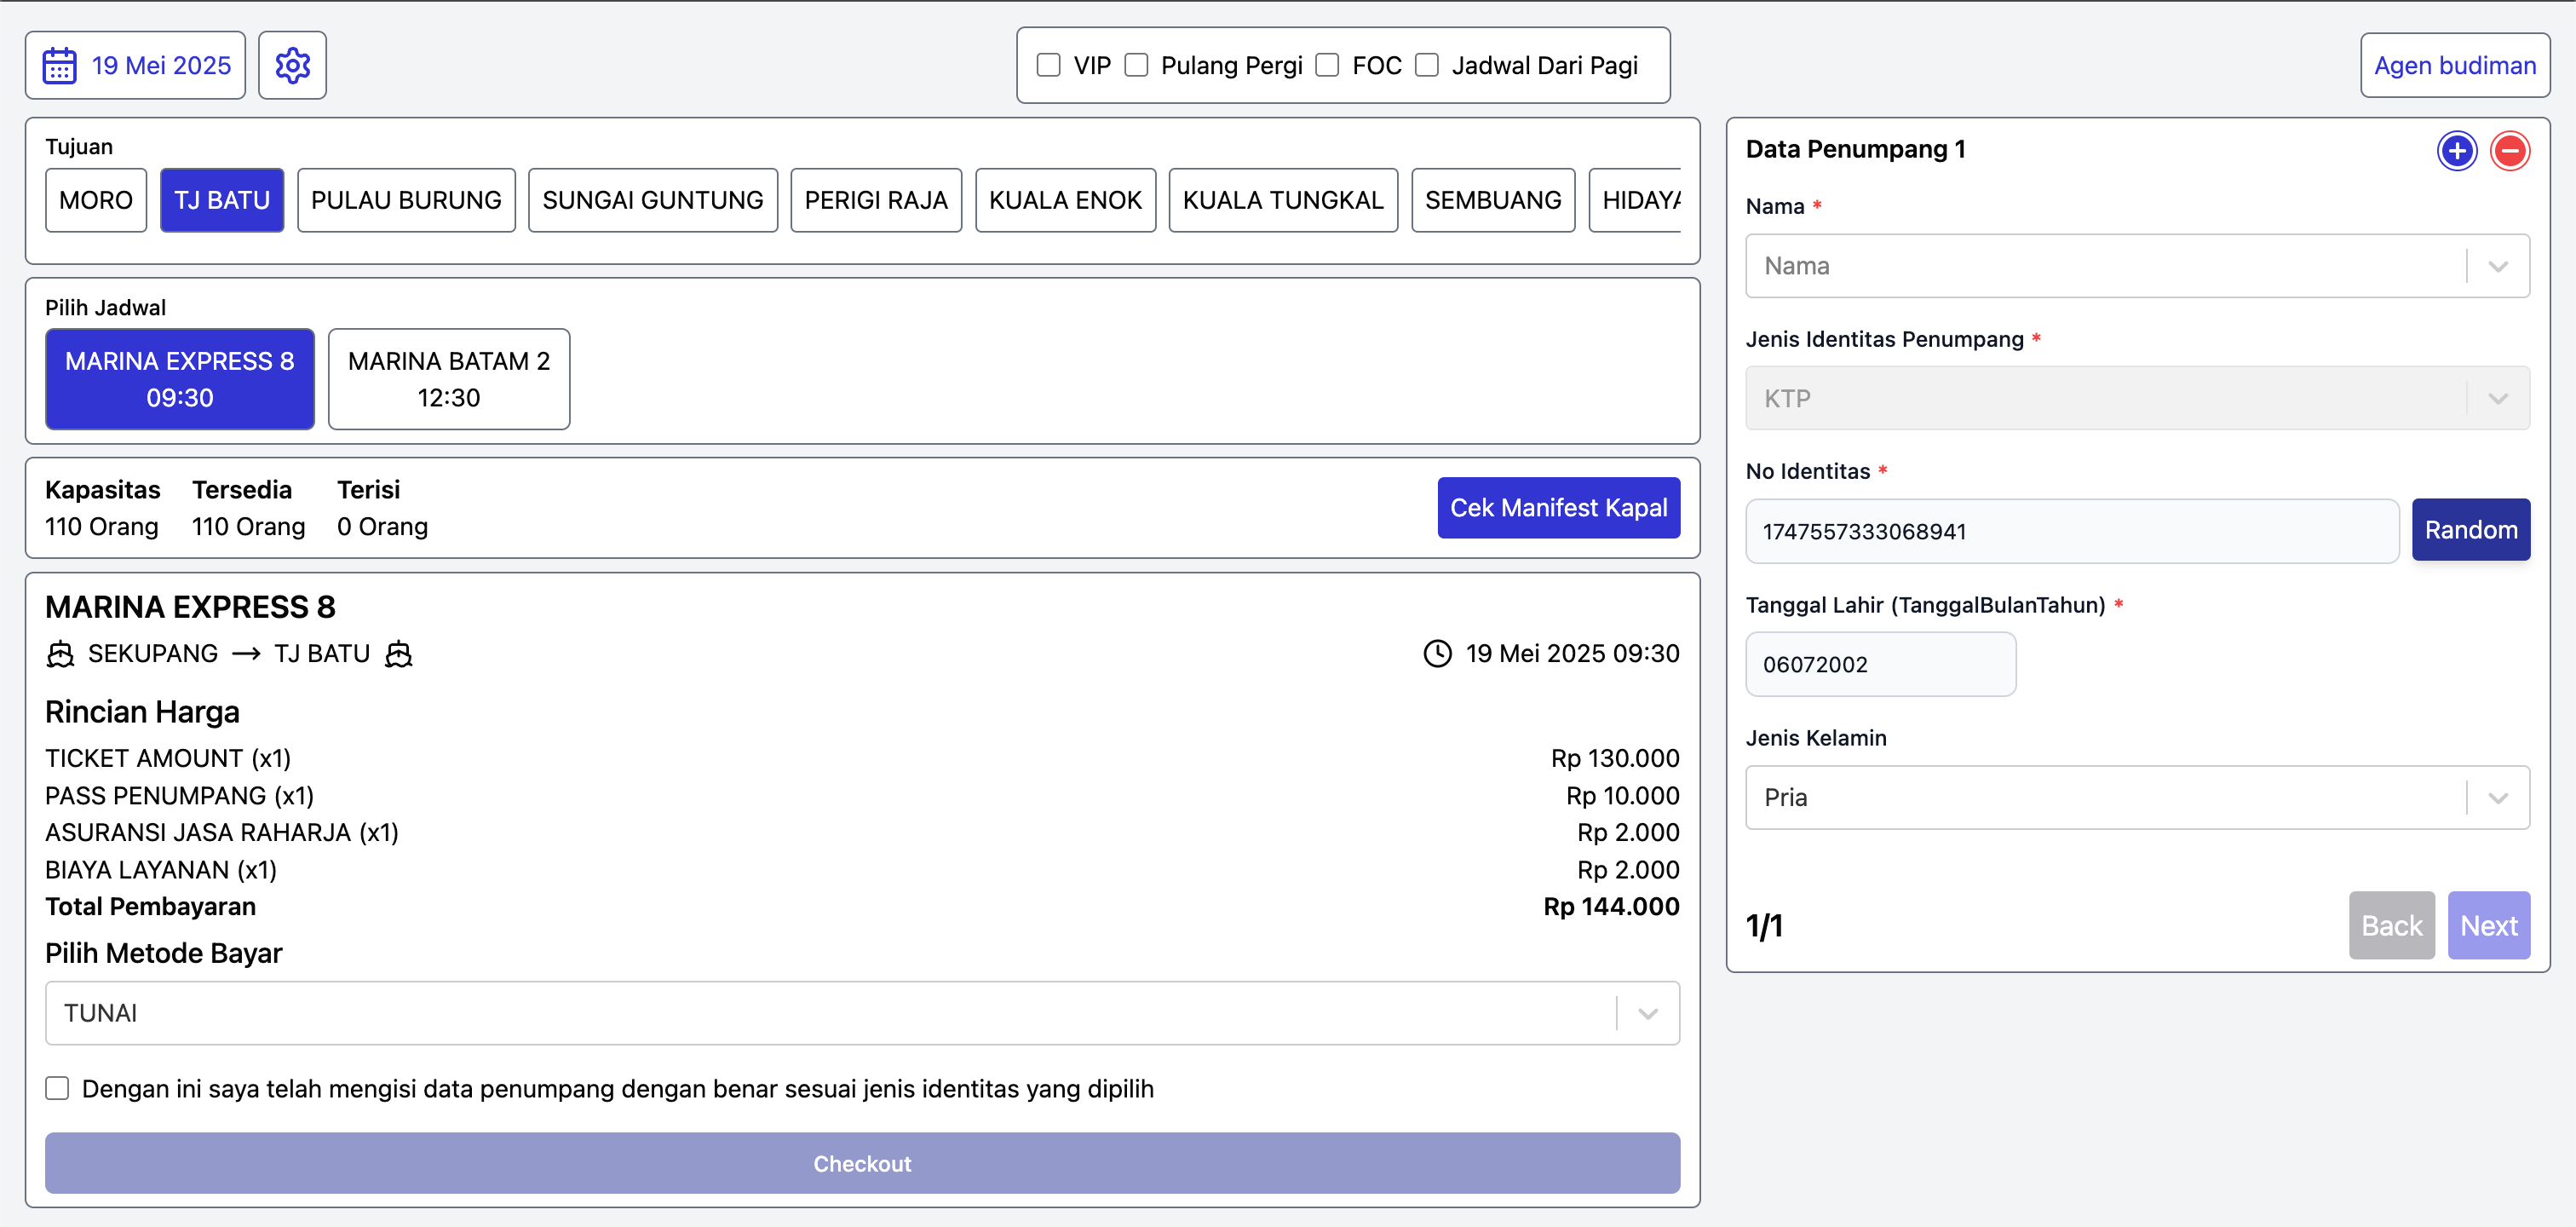 19 Mei 2025
VIP Pulang Pergi FOC Jadwal Dari Pagi
Agen budiman
Tujuan
MORO TJ BATU PULAU BURUNG SUNGAI GUNTUNG PERIGI RAJA KUALA ENOK KUALA TUNGKAL SEMBUANG HIDAYA
Pilih Jadwal
MARINA EXPRESS 8
09:30
MARINA BATAM 2
12:30
Kapasitas Tersedia Terisi
110 Orang 110 Orang 0 Orang
Cek Manifest Kapal
MARINA EXPRESS 8
SEKUPANG → TJ BATU
19 Mei 2025 09:30
Rincian Harga
TICKET AMOUNT (x1) Rp 130.000
PASS PENUMPANG (x1) Rp 10.000
ASURANSI JASA RAHARJA (x1) Rp 2.000
BIAYA LAYANAN (x1) Rp 2.000
Total Pembayaran Rp 144.000
Pilih Metode Bayar
TUNAI
Dengan ini saya telah mengisi data penumpang dengan benar sesuai jenis identitas yang dipilih
Checkout
Data Penumpang 1
Nama *
Nama
Jenis Identitas Penumpang *
KTP
No Identitas *
1747557333068941
Random
Tanggal Lahir (TanggalBulanTahun) *
06072002
Jenis Kelamin
Pria
1/1
Back Next